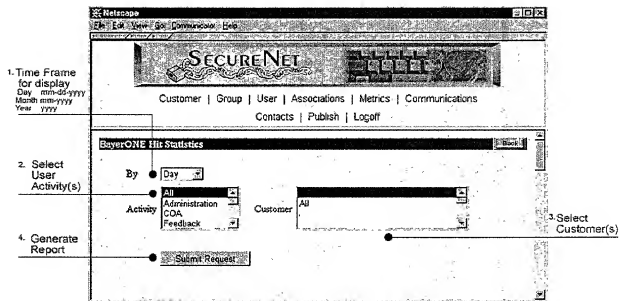 Netscape
File Edit View Go Communicator Help
SECURENET
Customer | Group | User | Associations | Metrics | Communications
Contacts | Publish | Logoff
BayerONE Hit Statistics
Back
By Day
Activity
All
Administration
COA
Feedback
Customer
All
Submit Request
1. Time Frame
for display
Day mm-dd-yyyy
Month mm-yyyy
Year yyyy
2. Select
User
Activity(s)
3. Select
Customer(s)
4. Generate
Report